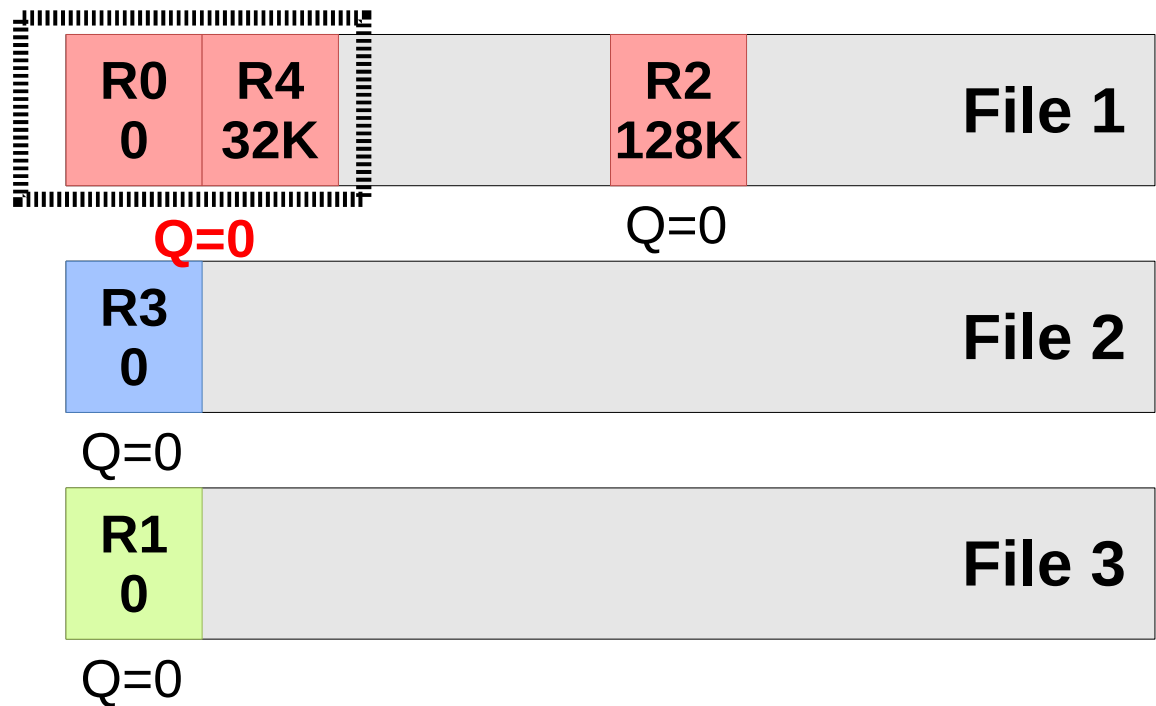 R0 R4 R2
0 32K 128K File 1
Q=0 Q=0
R3
0 File 2
Q=0
R1
0 File 3
Q=0